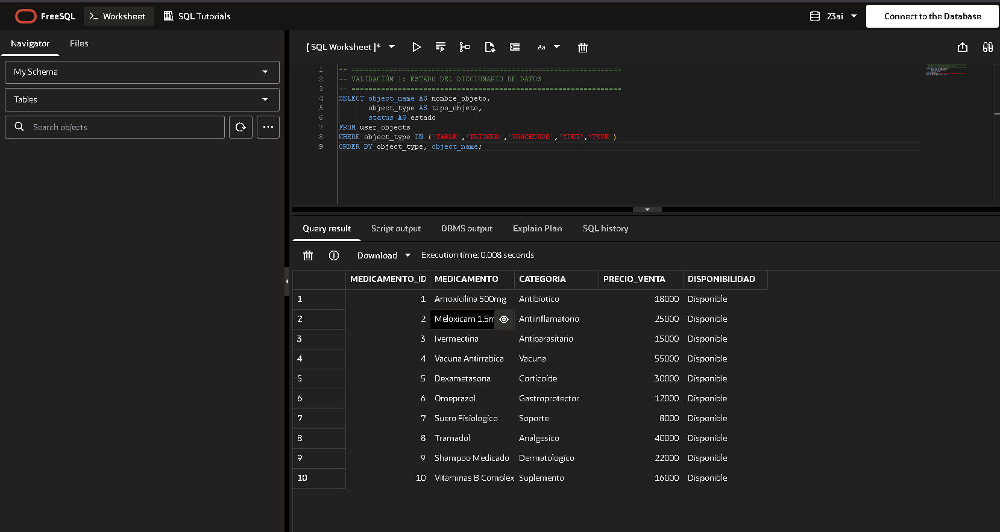 FreeSQL >_ Worksheet SQL Tutorials 23ai Connect to the Database
Navigator Files
My Schema
Tables
Search objects
[ SQL Worksheet ]* Aa
1 -- ================================================================
2 -- VALIDACIÓN 1: ESTADO DEL DICCIONARIO DE DATOS
3 -- ================================================================
4 SELECT object_name AS nombre_objeto,
5 object_type AS tipo_objeto,
6 status AS estado
7 FROM user_objects
8 WHERE object_type IN ('TABLE','TRIGGER','PROCEDURE','VIEW','TYPE')
9 ORDER BY object_type, object_name;
Query result Script output DBMS output Explain Plan SQL history
Download Execution time: 0.008 seconds
MEDICAMENTO_ID MEDICAMENTO CATEGORIA PRECIO_VENTA DISPONIBILIDAD
1 1 Amoxicilina 500mg Antibiotico 18000 Disponible
2 2 Meloxicam 1.5m Antiinflamatorio 25000 Disponible
3 3 Ivermectina Antiparasitario 15000 Disponible
4 4 Vacuna Antirrabica Vacuna 55000 Disponible
5 5 Dexametasona Corticoide 30000 Disponible
6 6 Omeprazol Gastroprotector 12000 Disponible
7 7 Suero Fisiologico Soporte 8000 Disponible
8 8 Tramadol Analgesico 40000 Disponible
9 9 Shampoo Medicado Dermatologico 22000 Disponible
10 10 Vitaminas B Complex Suplemento 16000 Disponible